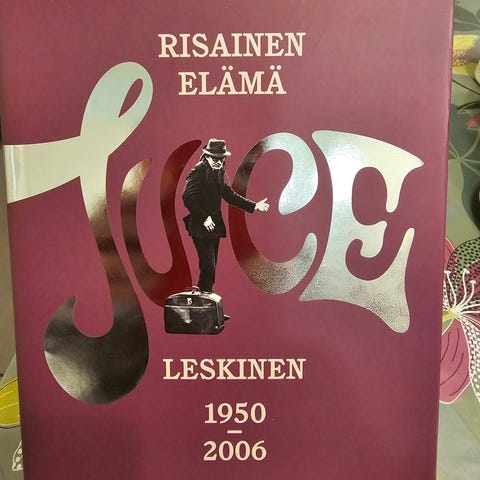 RISAINEN
ELÄMÄ
JUICE
LESKINEN
1950
–
2006